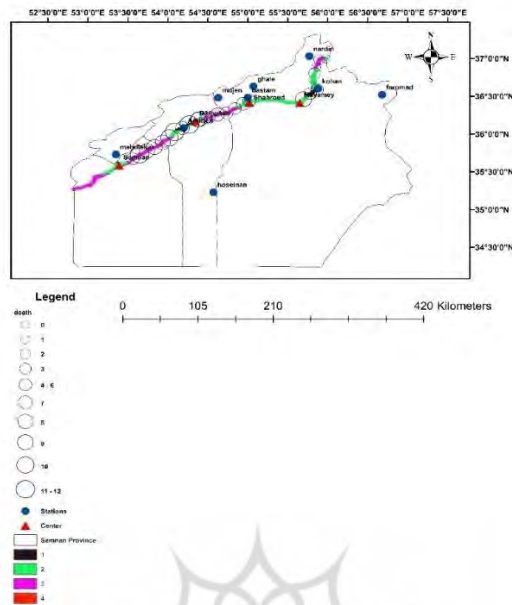 52°30'0"E 53°0'0"E 53°30'0"E 54°0'0"E 54°30'0"E 55°0'0"E 55°30'0"E 56°0'0"E 56°30'0"E 57°0'0"E 57°30'0"E
nardin
N
W E
S
37°0'0"N
ghale
kohan
mojen
Bastam
36°30'0"N
Shahroud
Mayamey
36°0'0"N
35°30'0"N
hoseinan
35°0'0"N
34°30'0"N
Legend
0 105 210 420 Kilometers
death
0
1
2
3
4 - 6
7
8
9
10
11 - 12
Stations
Center
Semnan Province
1
2
3
4